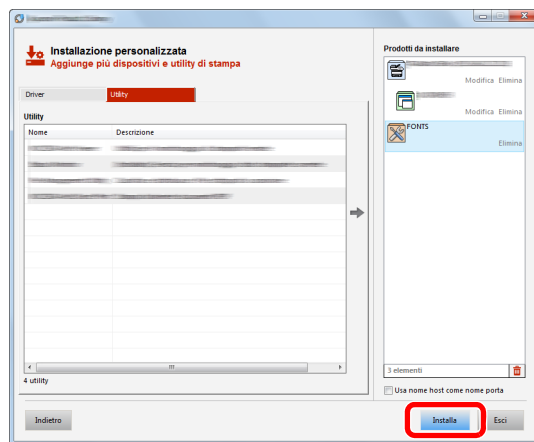 Installazione personalizzata
Aggiunge più dispositivi e utility di stampa
Driver
Utility
Utility
Nome
Descrizione
4 utility
Prodotti da installare
Modifica Elimina
Modifica Elimina
FONTS
Elimina
3 elementi
Usa nome host come nome porta
Indietro
Installa
Esci